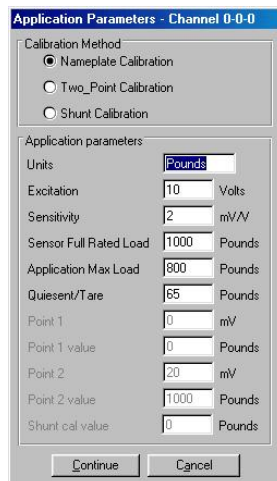 Application Parameters - Channel 0-0-0
Calibration Method
Nameplate Calibration
Two_Point Calibration
Shunt Calibration
Application parameters
Units Pounds
Excitation 10 Volts
Sensitivity 2 mV/V
Sensor Full Rated Load 1000 Pounds
Application Max Load 800 Pounds
Quiesent/Tare 65 Pounds
Point 1 0 mV
Point 1 value 0 Pounds
Point 2 20 mV
Point 2 value 1000 Pounds
Shunt cal value 0 Pounds
Continue Cancel